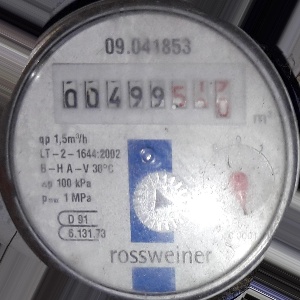 09.041853
004995
m³
qp 1,5m³/h
LT-2-1644:2002
B-H A-V 30°C
Δp 100 kPa
pmax 1 MPa
D 91
6.131.73
rossweiner